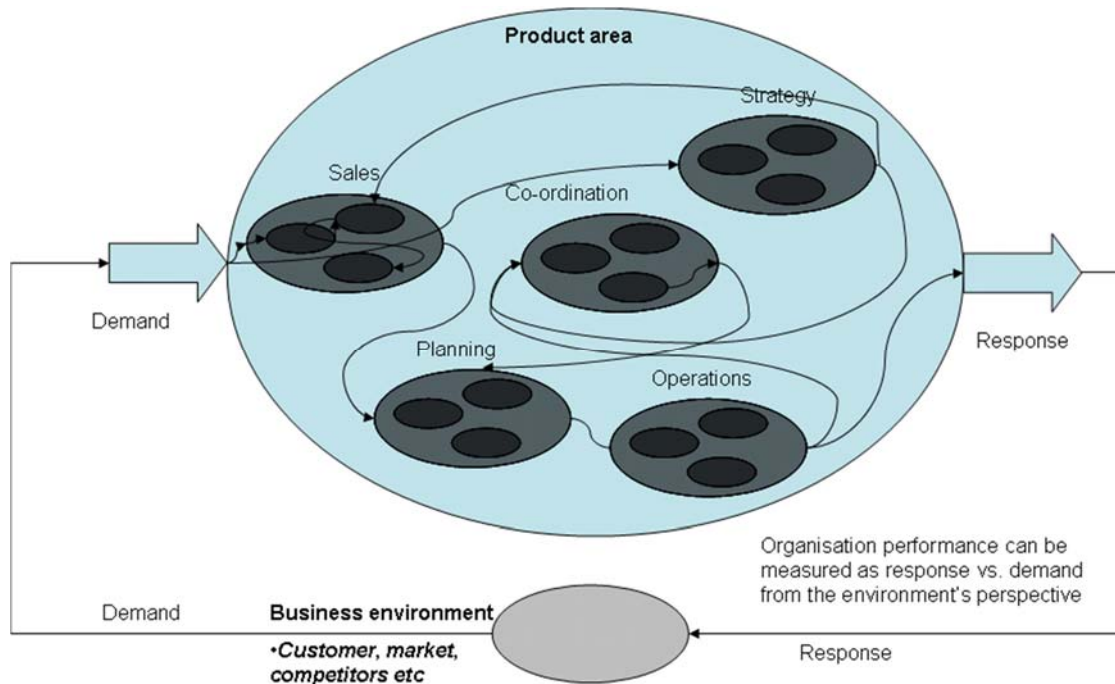 Product area
Strategy
Sales
Co-ordination
Demand
Response
Planning
Operations
Organisation performance can be
measured as response vs. demand
from the environment's perspective
Demand
Business environment
•Customer, market,
competitors etc
Response